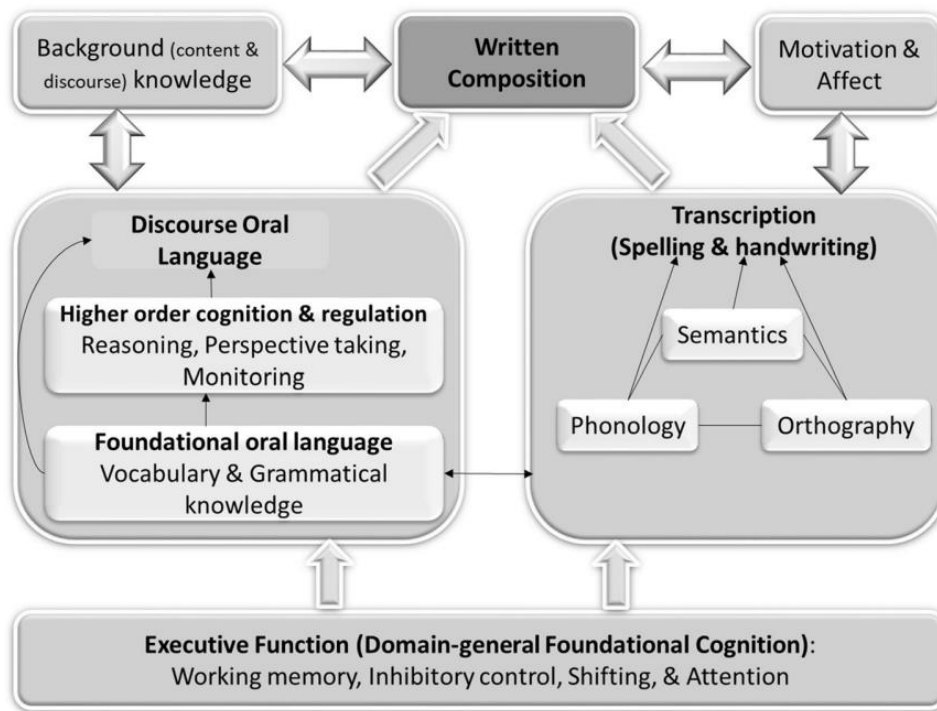 Background (content &
discourse) knowledge
Written
Composition
Motivation &
Affect
Discourse Oral
Language
Higher order cognition & regulation
Reasoning, Perspective taking,
Monitoring
Foundational oral language
Vocabulary & Grammatical
knowledge
Transcription
(Spelling & handwriting)
Semantics
Phonology
Orthography
Executive Function (Domain-general Foundational Cognition):
Working memory, Inhibitory control, Shifting, & Attention